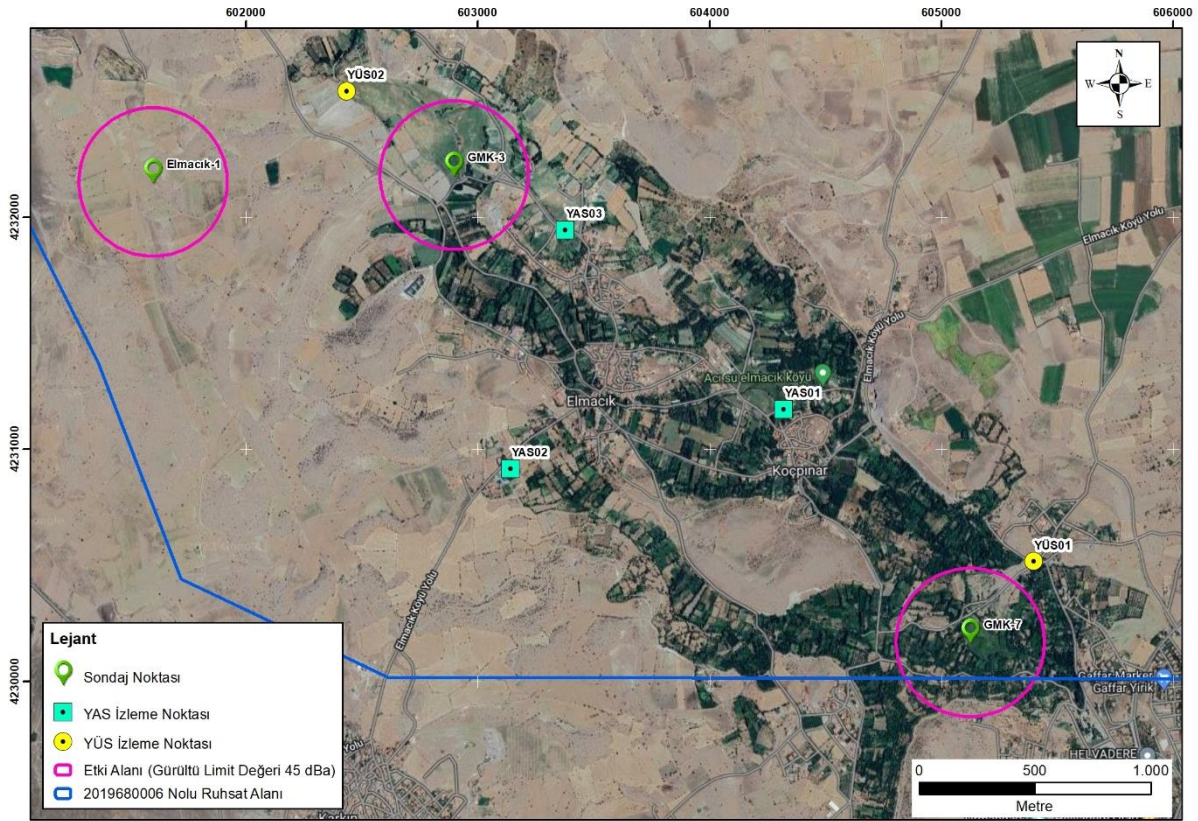 602000
603000
604000
605000
606000
4232000
4231000
4230000
N
W
E
S
YÜS02
Elmacık-1
GMK-3
YAS03
Elmacık Köyü Yolu
Elmacık Köyü Yolu
Acı su elmacık köyü
YAS01
Elmacık
YAS02
Koçpınar
YÜS01
Elmacık Köyü Yolu
GMK-7
Gaffar Market
Gaffar Yirik
HELVADERE
Karkın
Lejant
Sondaj Noktası
YAS İzleme Noktası
YÜS İzleme Noktası
Etki Alanı (Gürültü Limit Değeri 45 dBa)
2019680006 Nolu Ruhsat Alanı
0
500
1.000
Metre